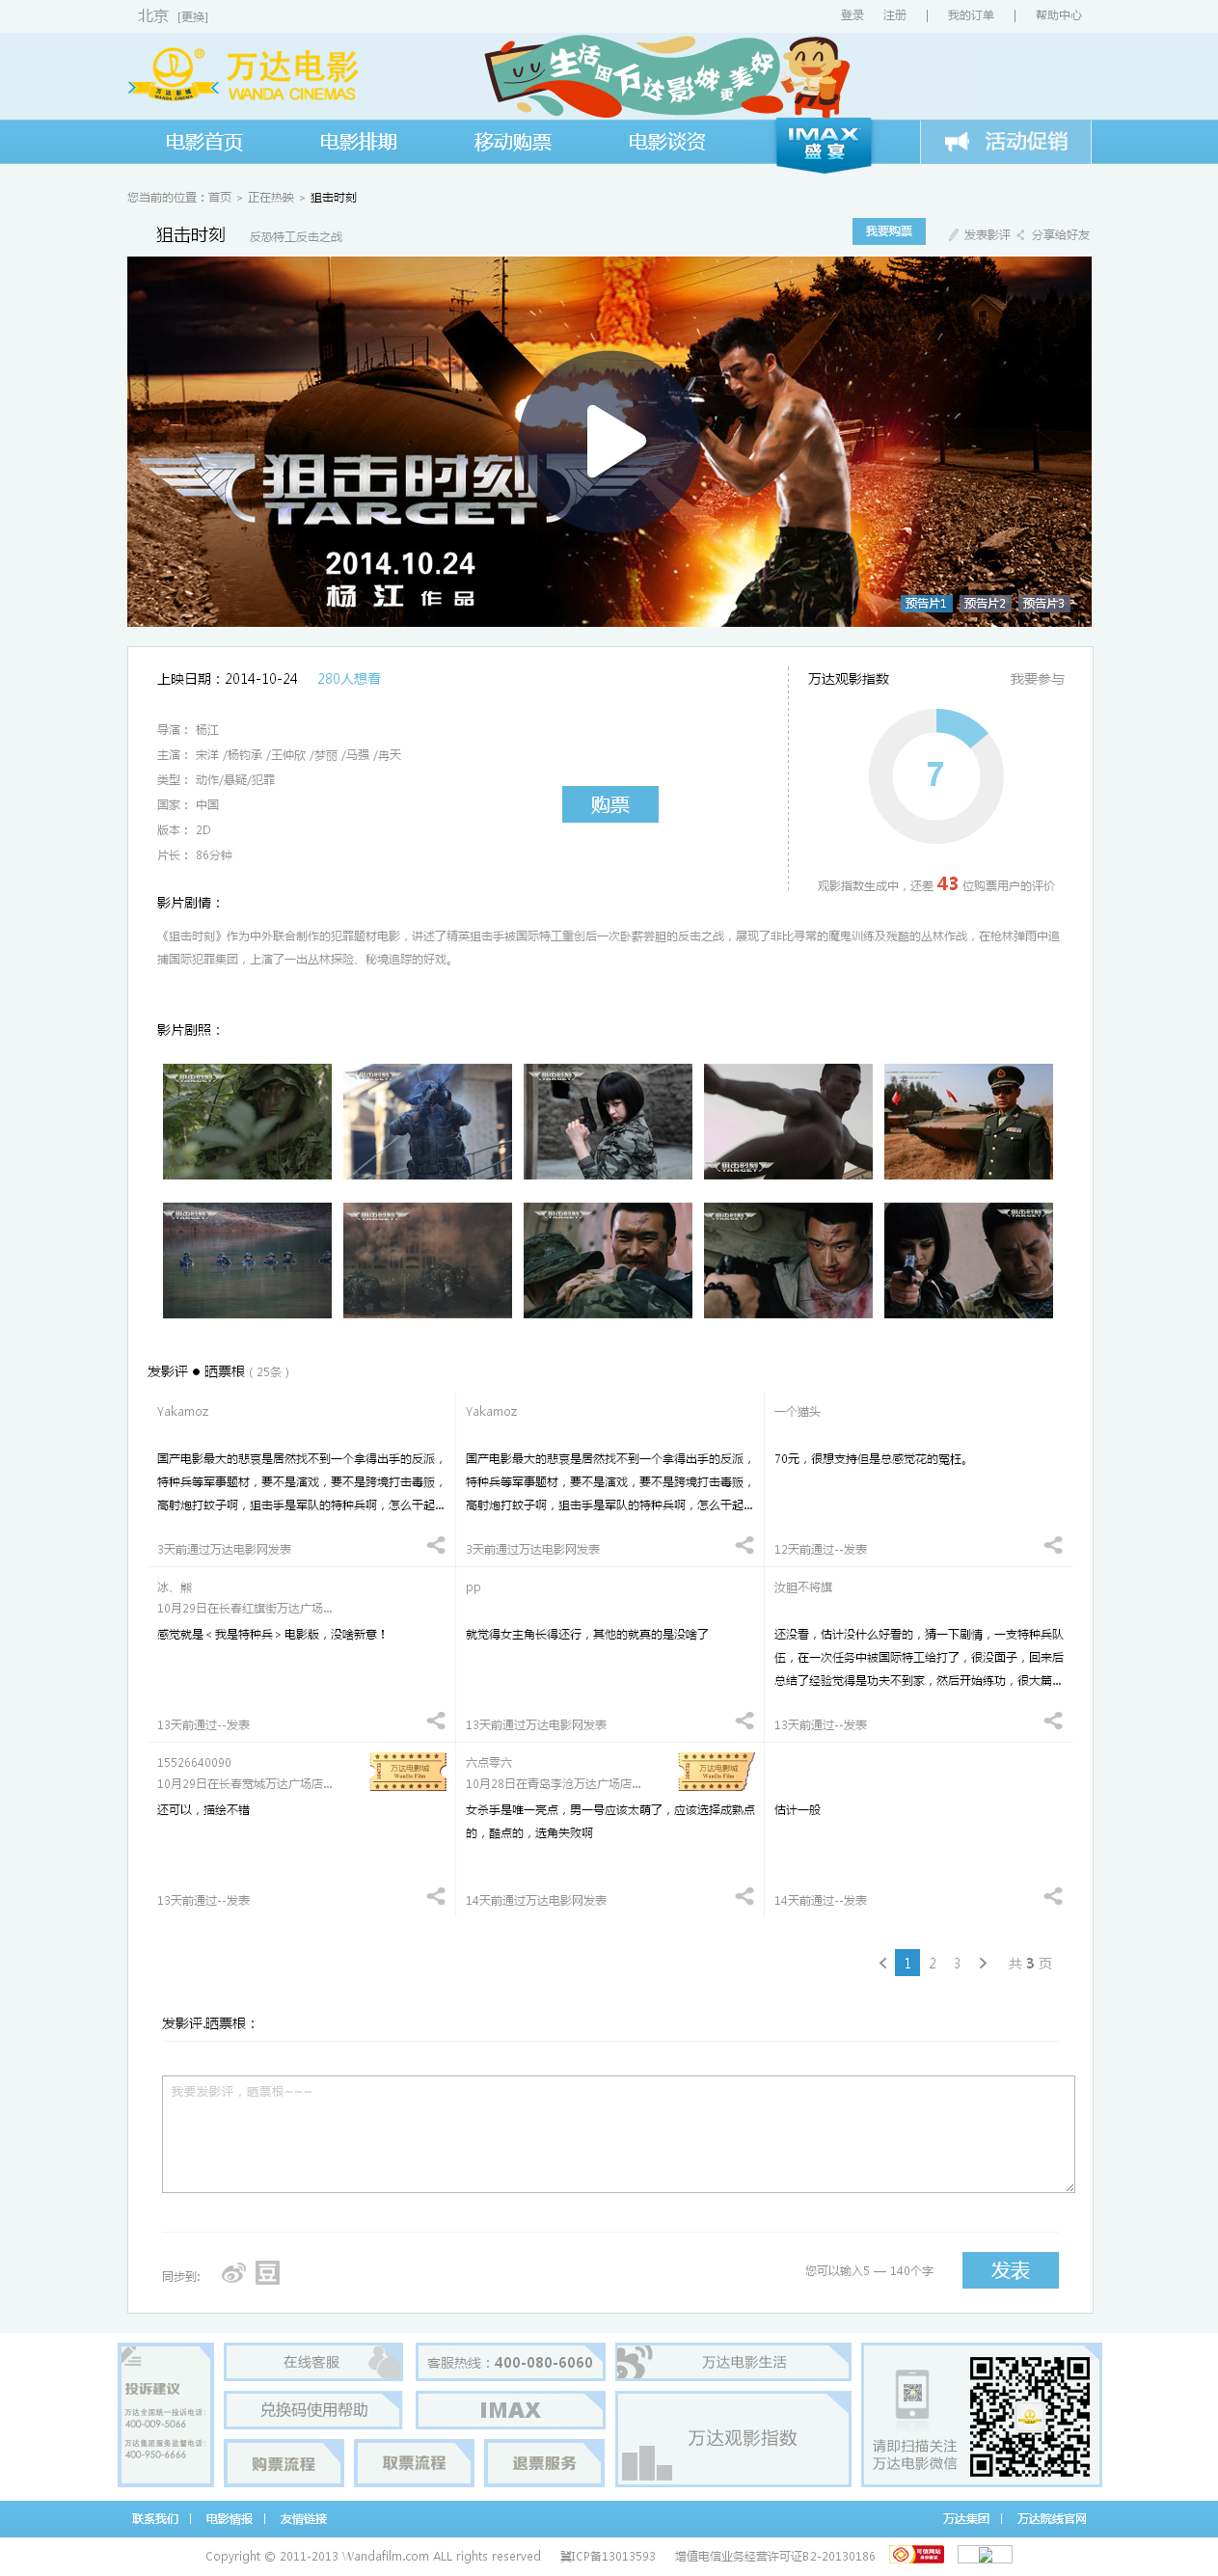 北京 [更换]
登录 注册 | 我的订单 | 帮助中心
万达电影
WANDA CINEMAS
生活因万达影城更美好
电影首页 电影排期 移动购票 电影谈资 IMAX 盛宴 活动促销
您当前的位置：首页 > 正在热映 > 狙击时刻
狙击时刻 反恐特工反击之战 我要购票 发表影评 分享给好友
狙击时刻
TARGET
2014.10.24
杨江 作品
预告片1 预告片2 预告片3
上映日期：2014-10-24 280人想看
万达观影指数 我要参与
导演： 杨江
主演： 宋洋 /杨钧承 /王仲欣 /梦丽 /马强 /冉天
类型： 动作/悬疑/犯罪
国家： 中国
版本： 2D
片长： 86分钟
购票
7
观影指数生成中，还差 43 位购票用户的评价
影片剧情：
《狙击时刻》作为中外联合制作的犯罪题材电影，讲述了精英狙击手被国际特工重创后一次卧薪尝胆的反击之战，展现了非比寻常的魔鬼训练及残酷的丛林作战，在枪林弹雨中追
捕国际犯罪集团，上演了一出丛林探险、秘境追踪的好戏。
影片剧照：
发影评 ● 晒票根 ( 25条 )
Yakamoz
国产电影最大的悲哀是居然找不到一个拿得出手的反派，
特种兵等军事题材，要不是演戏，要不是跨境打击毒贩，
高射炮打蚊子啊，狙击手是军队的特种兵啊，怎么干起...
3天前通过万达电影网发表
Yakamoz
国产电影最大的悲哀是居然找不到一个拿得出手的反派，
特种兵等军事题材，要不是演戏，要不是跨境打击毒贩，
高射炮打蚊子啊，狙击手是军队的特种兵啊，怎么干起...
3天前通过万达电影网发表
一个猫头
70元，很想支持但是总感觉花的冤枉。
12天前通过--发表
冰、熊
10月29日在长春红旗街万达广场...
感觉就是＜我是特种兵＞电影版，没啥新意！
13天前通过--发表
pp
就觉得女主角长得还行，其他的就真的是没啥了
13天前通过万达电影网发表
汝胆不将旗
还没看，估计没什么好看的，猜一下剧情，一支特种兵队
伍，在一次任务中被国际特工给打了，很没面子，回来后
总结了经验觉得是功夫不到家，然后开始练功，很大篇...
13天前通过--发表
15526640090
10月29日在长春宽城万达广场店...
万达电影城
WanDa Film
还可以，描绘不错
13天前通过--发表
六点零六
10月28日在青岛李沧万达广场店...
万达电影城
WanDa Film
女杀手是唯一亮点，男一号应该太萌了，应该选择成熟点
的，酷点的，选角失败啊
14天前通过万达电影网发表
估计一般
14天前通过--发表
1 2 3 共 3 页
发影评.晒票根：
我要发影评，晒票根~~~
同步到: 豆 您可以输入5 — 140个字 发表
投诉建议
万达全国统一投诉电话:
400-009-5066
万达集团服务监督电话:
400-950-6666
在线客服
客服热线：400-080-6060
兑换码使用帮助
IMAX
购票流程 取票流程 退票服务
万达电影生活
万达观影指数
请即扫描关注
万达电影微信
联系我们 | 电影情报 | 友情链接
万达集团 | 万达院线官网
Copyright © 2011-2013 Wandafilm.com ALL rights reserved 冀ICP备13013593 增值电信业务经营许可证B2-20130186 可信网站